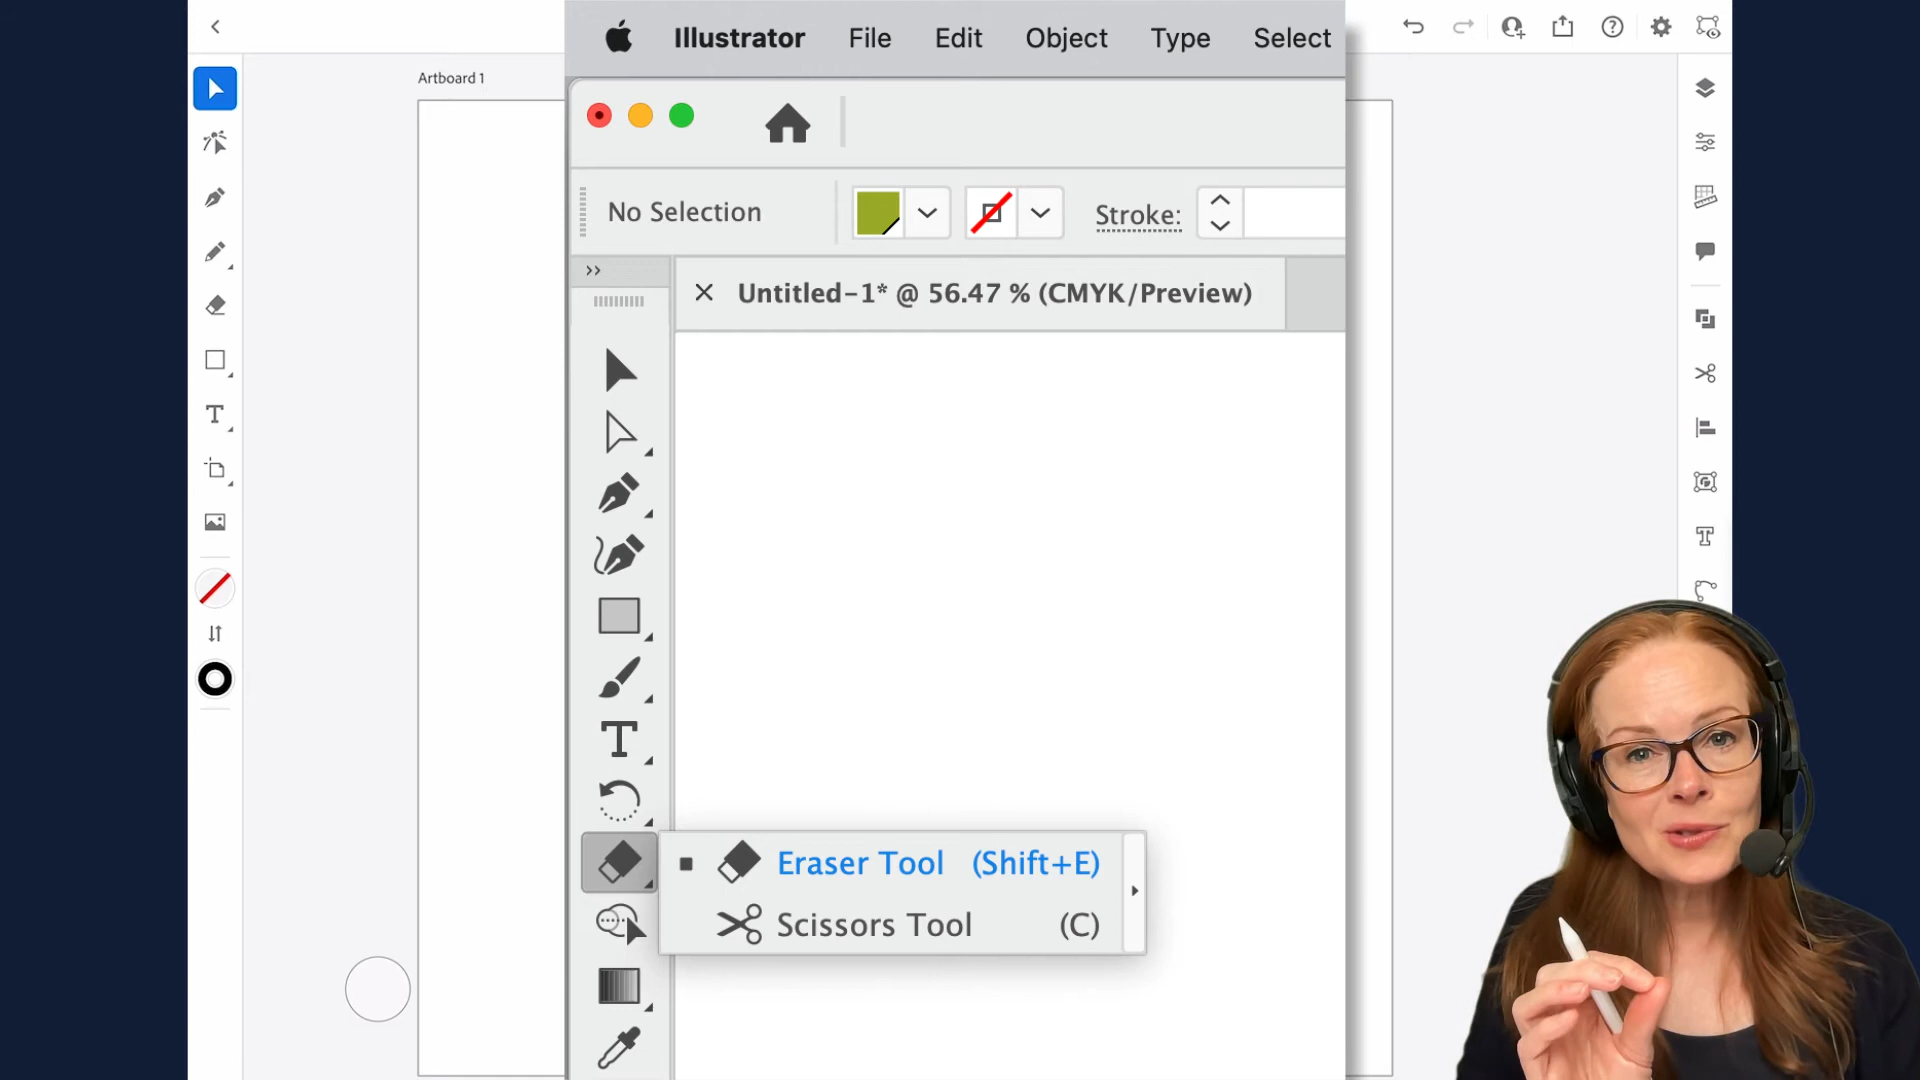 Illustrator File Edit Object Type Select
Artboard 1
No Selection
Stroke:
Untitled-1* @ 56.47 % (CMYK/Preview)
Eraser Tool (Shift+E)
Scissors Tool (C)